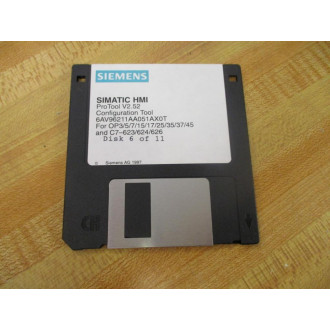 SIEMENS
SIMATIC HMI
ProTool V2.52
Configuration Tool
6AV96211AA051AX0T
For OP3/5/7/15/17/25/35/37/45
and C7-623/624/626
Disk 6 of 11
© Siemens AG 1997